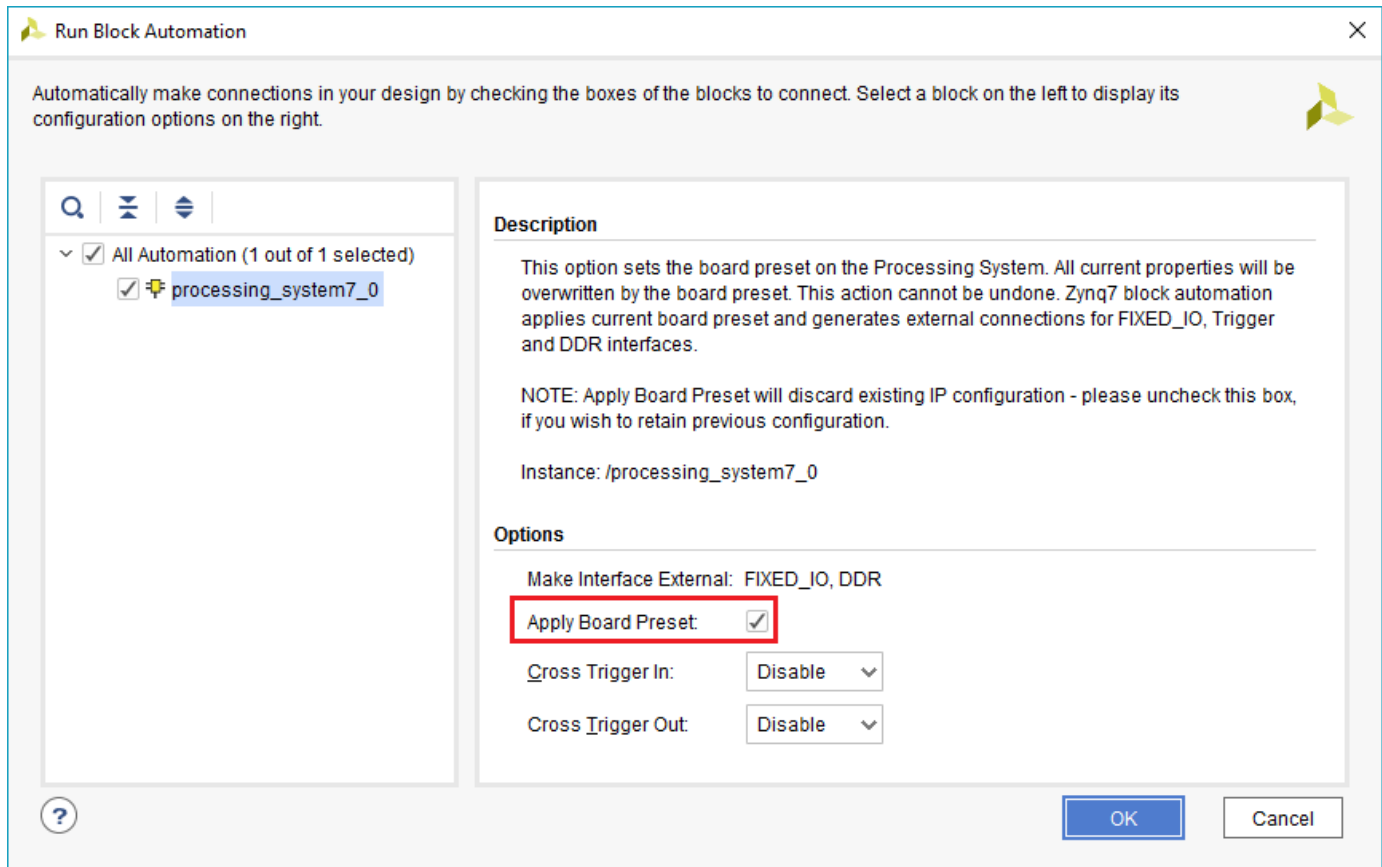 Run Block Automation
Automatically make connections in your design by checking the boxes of the blocks to connect. Select a block on the left to display its
configuration options on the right.
All Automation (1 out of 1 selected)
processing_system7_0
Description
This option sets the board preset on the Processing System. All current properties will be
overwritten by the board preset. This action cannot be undone. Zynq7 block automation
applies current board preset and generates external connections for FIXED_IO, Trigger
and DDR interfaces.
NOTE: Apply Board Preset will discard existing IP configuration - please uncheck this box,
if you wish to retain previous configuration.
Instance: /processing_system7_0
Options
Make Interface External: FIXED_IO, DDR
Apply Board Preset:
Cross Trigger In: Disable
Cross Trigger Out: Disable
?
OK
Cancel